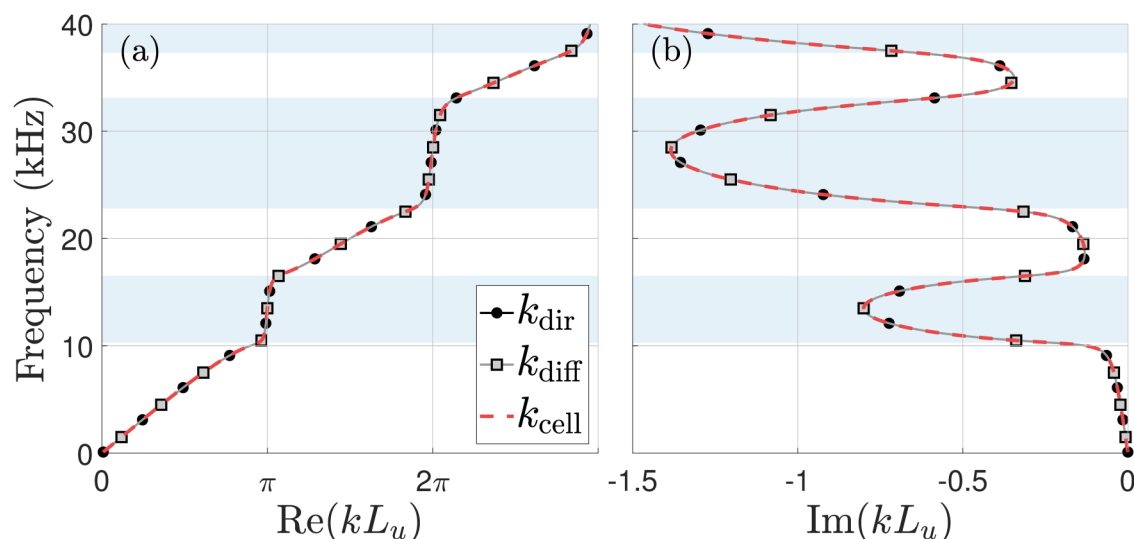 (a)
(b)
Frequency (kHz)
40
30
20
10
0
k_dir
k_diff
k_cell
0
π
2π
-1.5
-1
-0.5
0
Re(kL_u)
Im(kL_u)